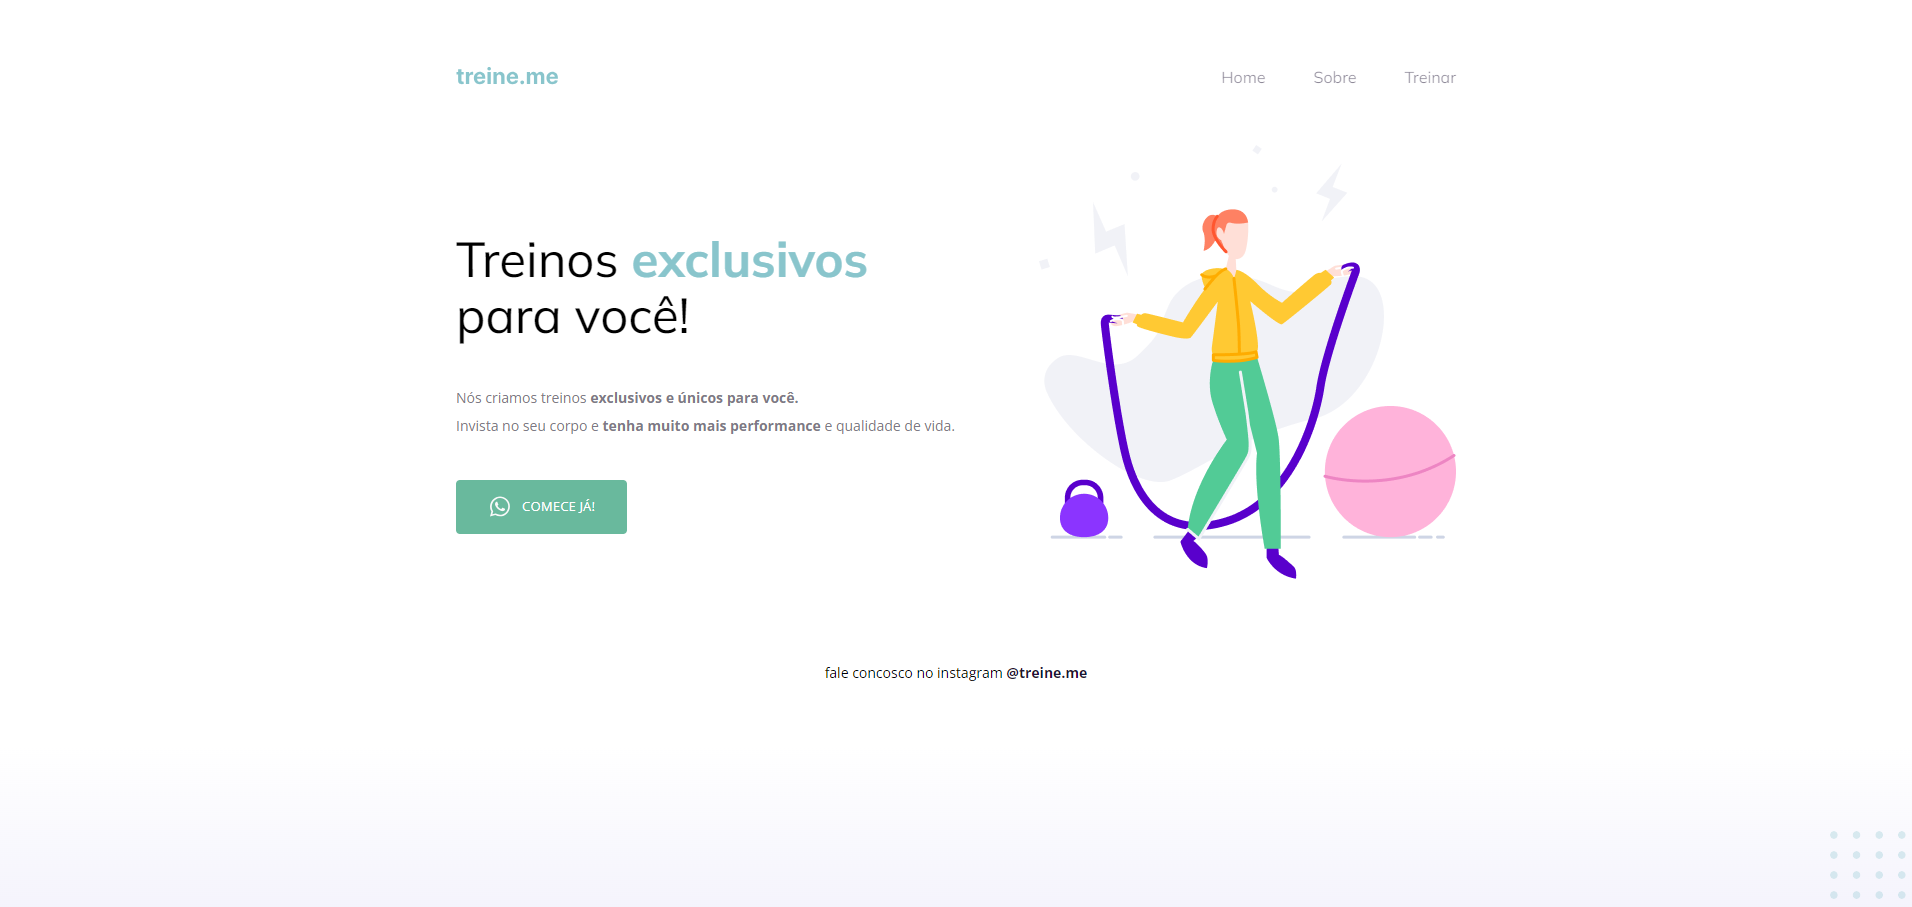 treine.me
Home Sobre Treinar
Treinos exclusivos
para você!
Nós criamos treinos exclusivos e únicos para você.
Invista no seu corpo e tenha muito mais performance e qualidade de vida.
COMECE JÁ!
fale concosco no instagram @treine.me